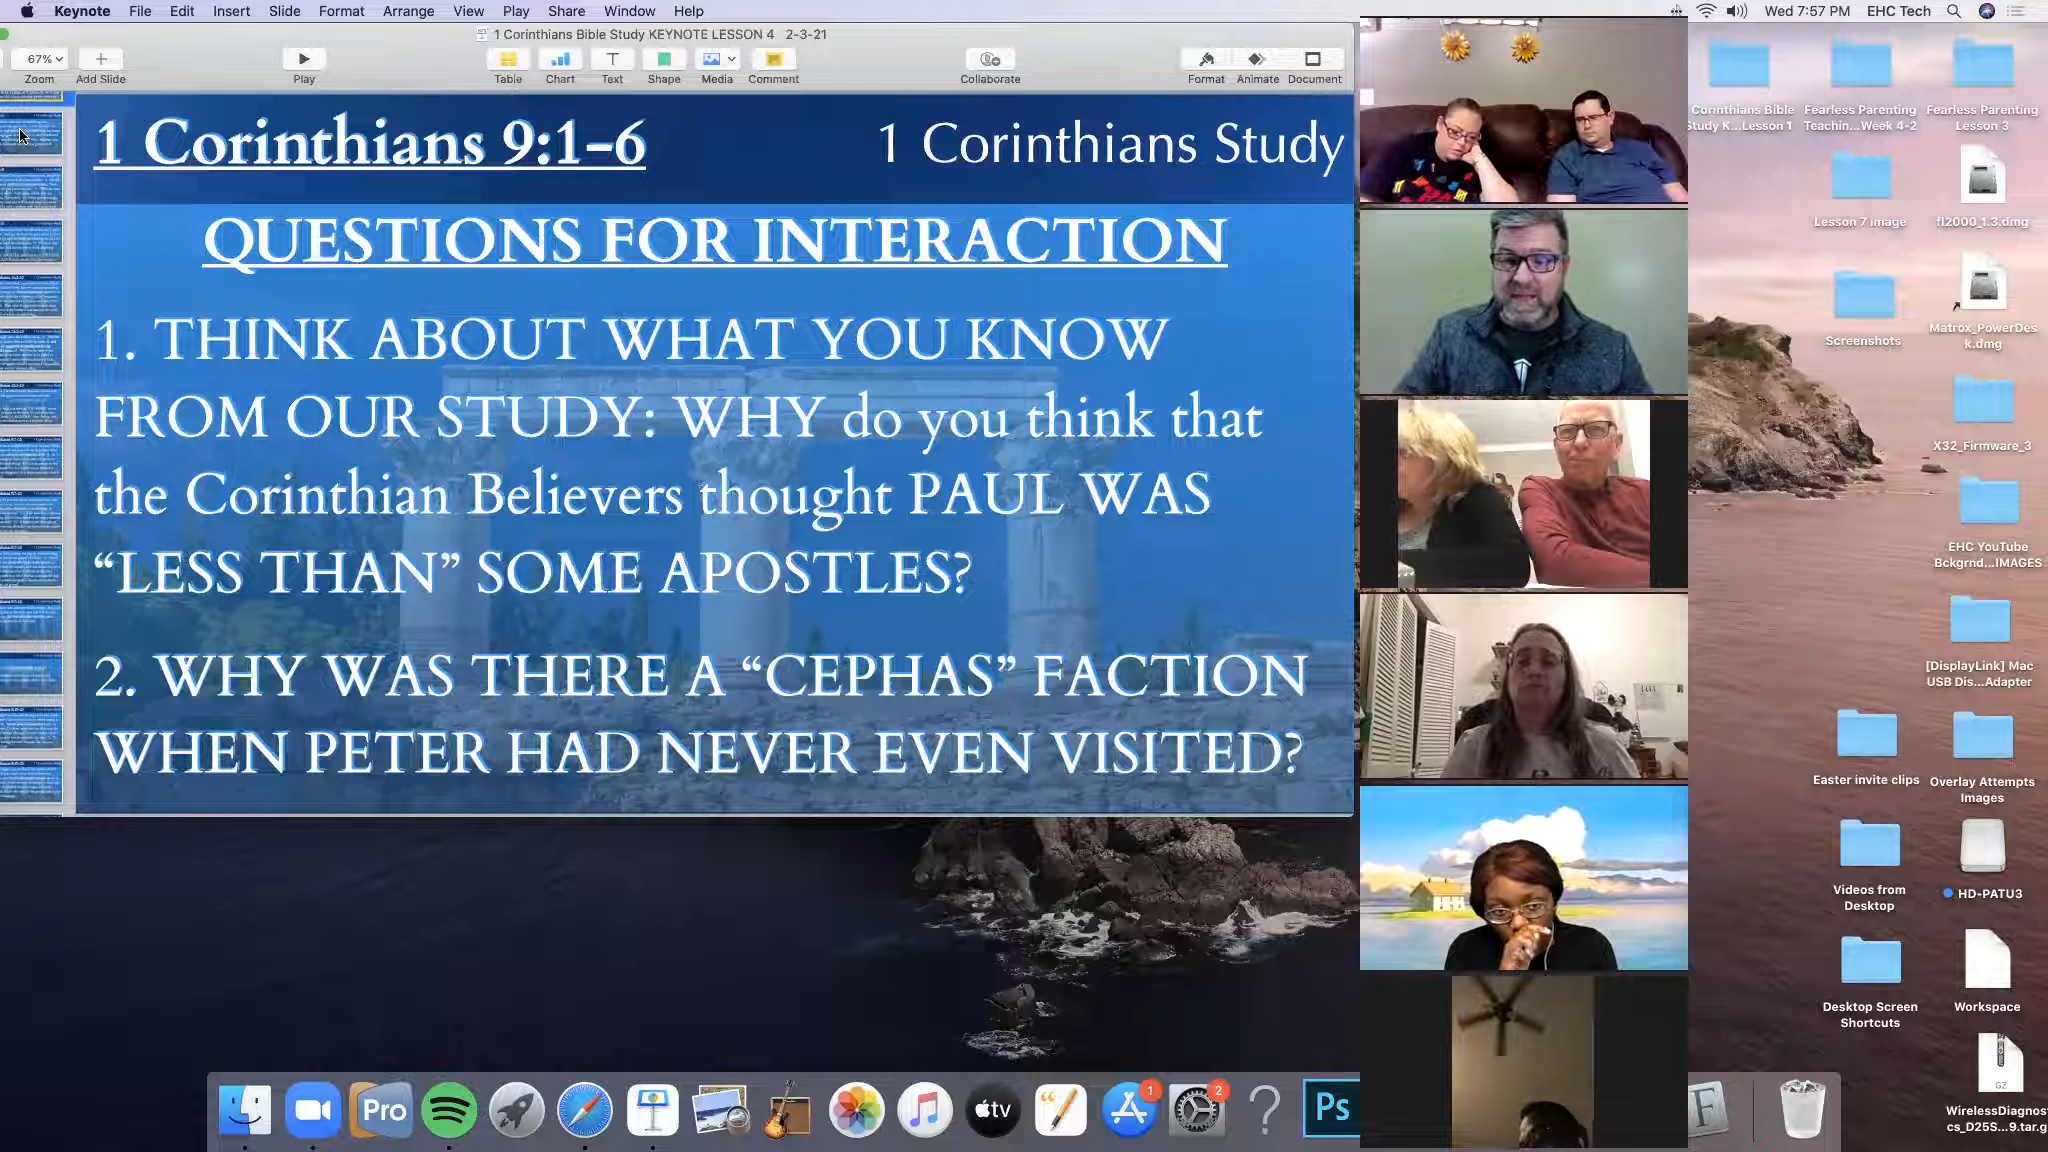 Keynote File Edit Insert Slide Format Arrange View Play Share Window Help
Wed 7:57 PM EHC Tech
1 Corinthians Bible Study KEYNOTE LESSON 4 2-3-21
67%
Zoom Add Slide Play Table Chart Text Shape Media Comment Collaborate Format Animate Document
1 Corinthians 9:1-6
1 Corinthians Study
QUESTIONS FOR INTERACTION
1. THINK ABOUT WHAT YOU KNOW
FROM OUR STUDY: WHY do you think that
the Corinthian Believers thought PAUL WAS
“LESS THAN” SOME APOSTLES?
2. WHY WAS THERE A “CEPHAS” FACTION
WHEN PETER HAD NEVER EVEN VISITED?
Corinthians Bible
Study K...Lesson 1
Fearless Parenting
Teachin...Week 4-2
Fearless Parenting
Lesson 3
Lesson 7 image
fl2000_1.3.dmg
Screenshots
Matrox_PowerDes
k.dmg
X32_Firmware_3
EHC YouTube
Bckgrnd...IMAGES
[DisplayLink] Mac
USB Dis...Adapter
Easter invite clips
Overlay Attempts
Images
Videos from
Desktop
HD-PATU3
Desktop Screen
Shortcuts
Workspace
GZ
WirelessDiagnos
cs_D25S...9.tar.g
Pro
tv
1
2
Ps
F